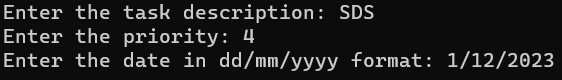 Enter the task description: SDS
Enter the priority: 4
Enter the date in dd/mm/yyyy format: 1/12/2023